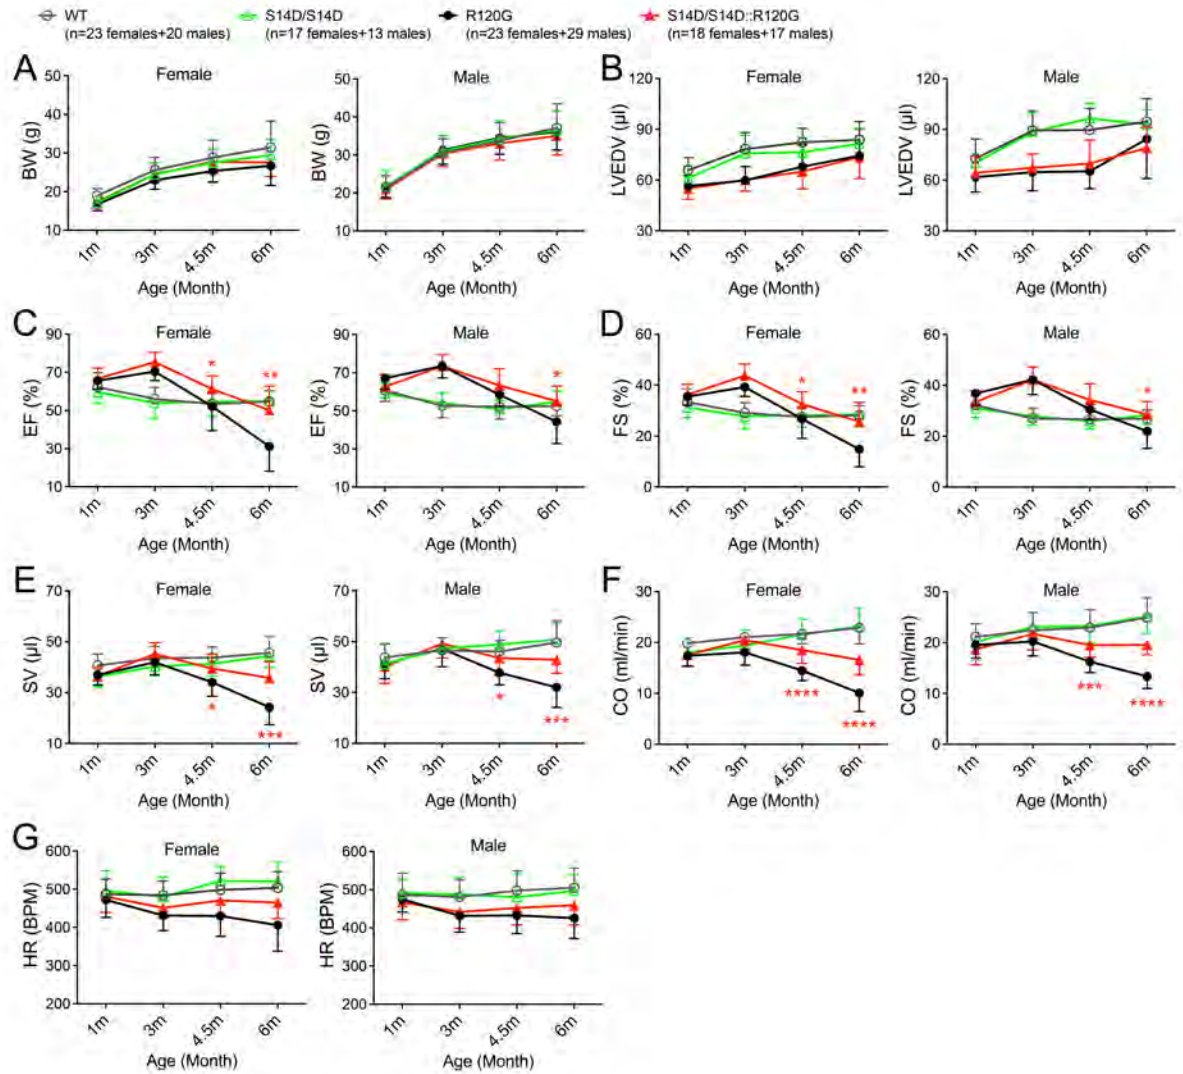 WT S14D/S14D R120G S14D/S14D::R120G
(n=23 females+20 males) (n=17 females+13 males) (n=23 females+29 males) (n=18 females+17 males)
A
Female
BW (g)
50
40
30
20
10
1m 3m 4.5m 6m
Age (Month)
Male
BW (g)
50
40
30
20
10
1m 3m 4.5m 6m
Age (Month)
B
Female
LVEDV (µl)
120
90
60
30
1m 3m 4.5m 6m
Age (Month)
Male
LVEDV (µl)
120
90
60
30
1m 3m 4.5m 6m
Age (Month)
C
Female
EF (%)
90
70
50
30
10
* **
1m 3m 4.5m 6m
Age (Month)
Male
EF (%)
90
70
50
30
10
*
1m 3m 4.5m 6m
Age (Month)
D
Female
FS (%)
60
40
20
0
* **
1m 3m 4.5m 6m
Age (Month)
Male
FS (%)
60
40
20
0
*
1m 3m 4.5m 6m
Age (Month)
E
Female
SV (µl)
70
50
30
10
* ***
1m 3m 4.5m 6m
Age (Month)
Male
SV (µl)
70
50
30
10
* ***
1m 3m 4.5m 6m
Age (Month)
F
Female
CO (ml/min)
30
20
10
0
**** ****
1m 3m 4.5m 6m
Age (Month)
Male
CO (ml/min)
30
20
10
0
*** ****
1m 3m 4.5m 6m
Age (Month)
G
Female
HR (BPM)
600
500
400
300
200
1m 3m 4.5m 6m
Age (Month)
Male
HR (BPM)
600
500
400
300
200
1m 3m 4.5m 6m
Age (Month)